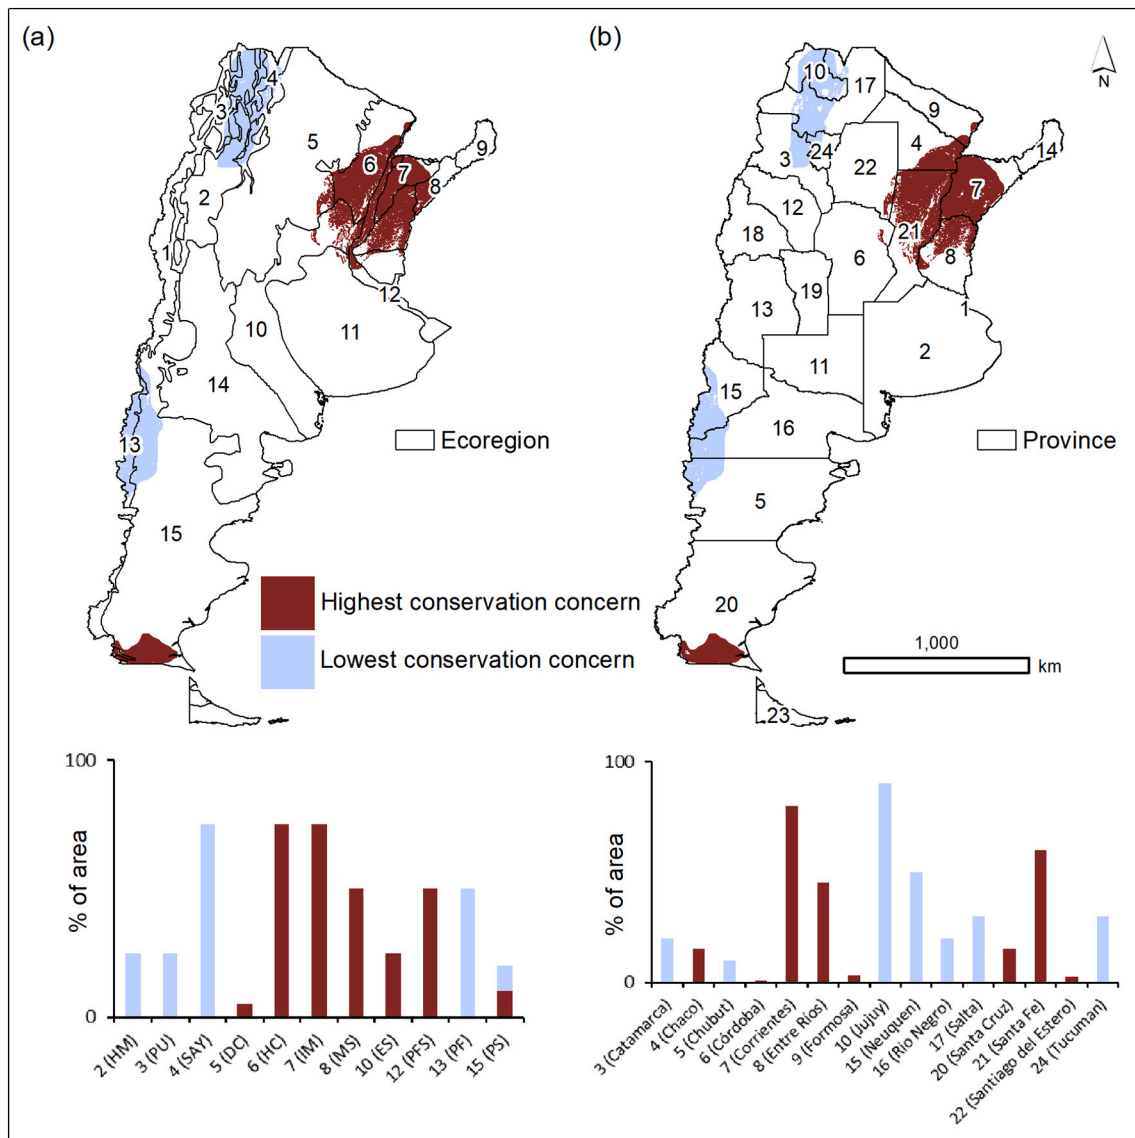 (a)
(b)
N
4
3
5
9
6
7
8
2
1
12
10
11
14
13
15
Ecoregion
10
17
9
4
14
24
3
22
7
12
21
18
6
8
19
13
1
2
11
15
16
Province
5
20
23
Highest conservation concern
Lowest conservation concern
1,000
km
100
% of area
0
2 (HM)
3 (PU)
4 (SAY)
5 (DC)
6 (HC)
7 (IM)
8 (MS)
10 (ES)
12 (PFS)
13 (PF)
15 (PS)
100
% of area
0
3 (Catamarca)
4 (Chaco)
5 (Chubut)
6 (Córdoba)
7 (Corrientes)
8 (Entre Ríos)
9 (Formosa)
10 (Jujuy)
15 (Neuquen)
16 (Rio Negro)
17 (Salta)
20 (Santa Cruz)
21 (Santa Fe)
22 (Santiago del Estero)
24 (Tucuman)